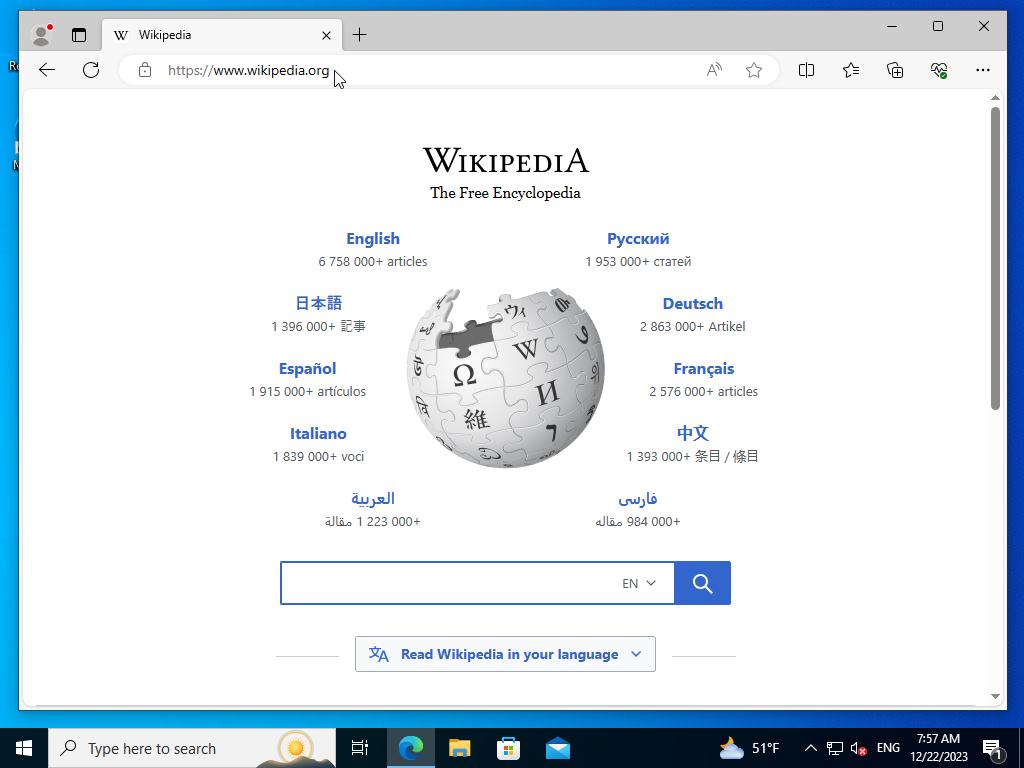 Wikipedia
https://www.wikipedia.org
WIKIPEDIA
The Free Encyclopedia
English
6 758 000+ articles
Русский
1 953 000+ статей
日本語
1 396 000+ 記事
Deutsch
2 863 000+ Artikel
Español
1 915 000+ artículos
Français
2 576 000+ articles
Italiano
1 839 000+ voci
中文
1 393 000+ 条目 / 條目
العربية
1 223 000+ مقالة
فارسی
984 000+ مقاله
Ω
W
И
維
ウィ
EN
Read Wikipedia in your language
Type here to search
51°F
ENG
7:57 AM
12/22/2023
1